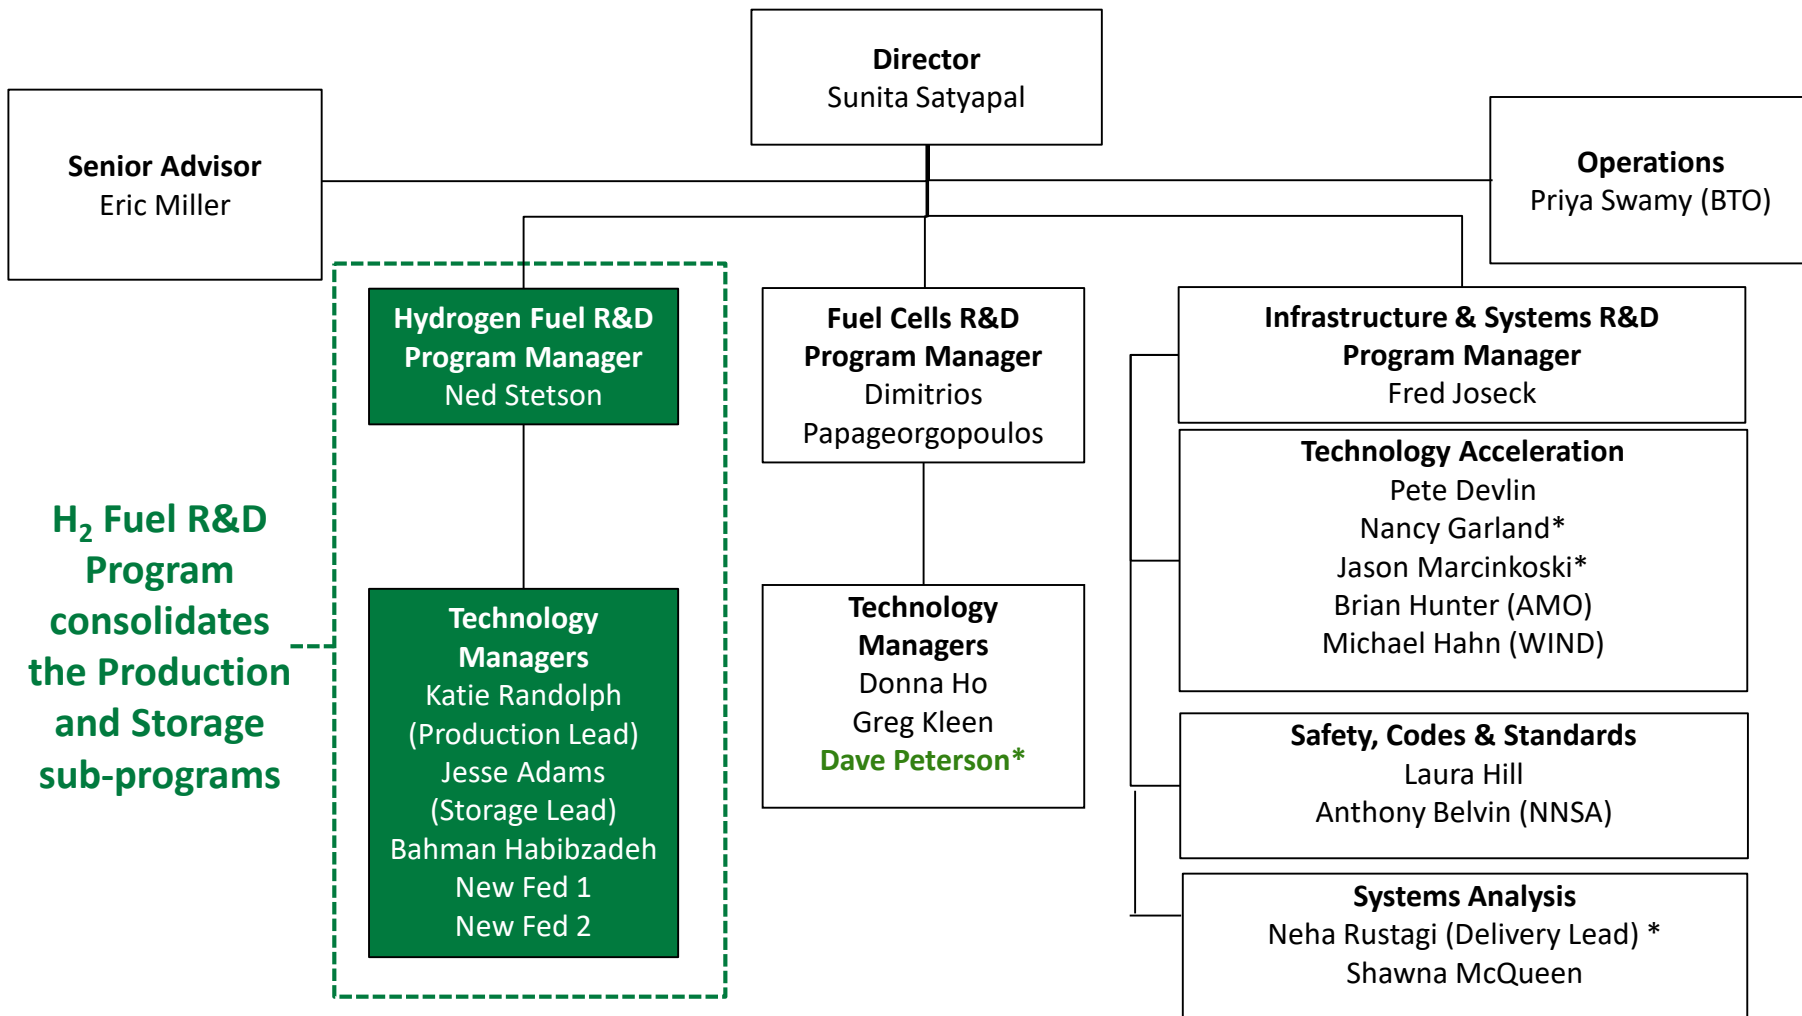 Director
Sunita Satyapal
Senior Advisor
Eric Miller
Operations
Priya Swamy (BTO)
H₂ Fuel R&D
Program
consolidates
the Production
and Storage
sub-programs
Hydrogen Fuel R&D
Program Manager
Ned Stetson
Technology
Managers
Katie Randolph
(Production Lead)
Jesse Adams
(Storage Lead)
Bahman Habibzadeh
New Fed 1
New Fed 2
Fuel Cells R&D
Program Manager
Dimitrios
Papageorgopoulos
Technology
Managers
Donna Ho
Greg Kleen
Dave Peterson*
Infrastructure & Systems R&D
Program Manager
Fred Joseck
Technology Acceleration
Pete Devlin
Nancy Garland*
Jason Marcinkoski*
Brian Hunter (AMO)
Michael Hahn (WIND)
Safety, Codes & Standards
Laura Hill
Anthony Belvin (NNSA)
Systems Analysis
Neha Rustagi (Delivery Lead) *
Shawna McQueen